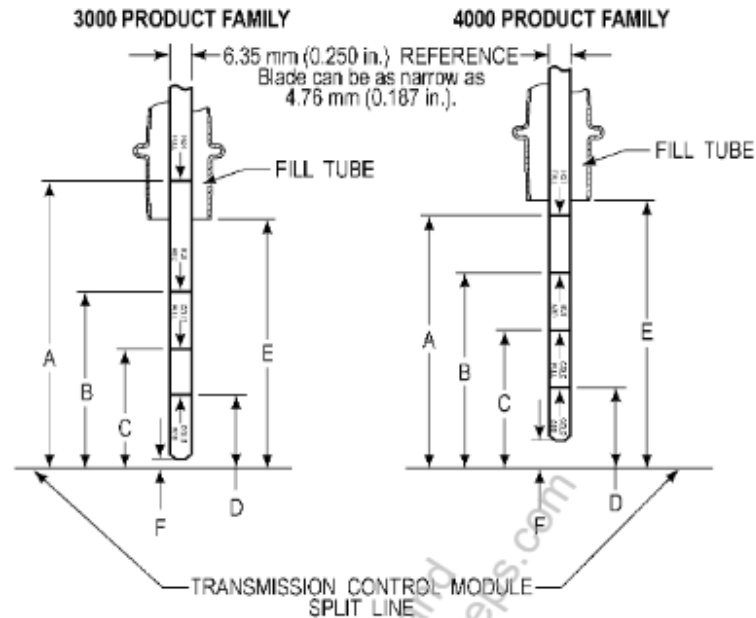 3000 PRODUCT FAMILY
4000 PRODUCT FAMILY
6.35 mm (0.250 in.) REFERENCE
Blade can be as narrow as
4.76 mm (0.187 in.).
FILL TUBE
FILL TUBE
A
B
C
D
E
F
A
B
C
D
E
F
TRANSMISSION CONTROL MODULE
SPLIT LINE